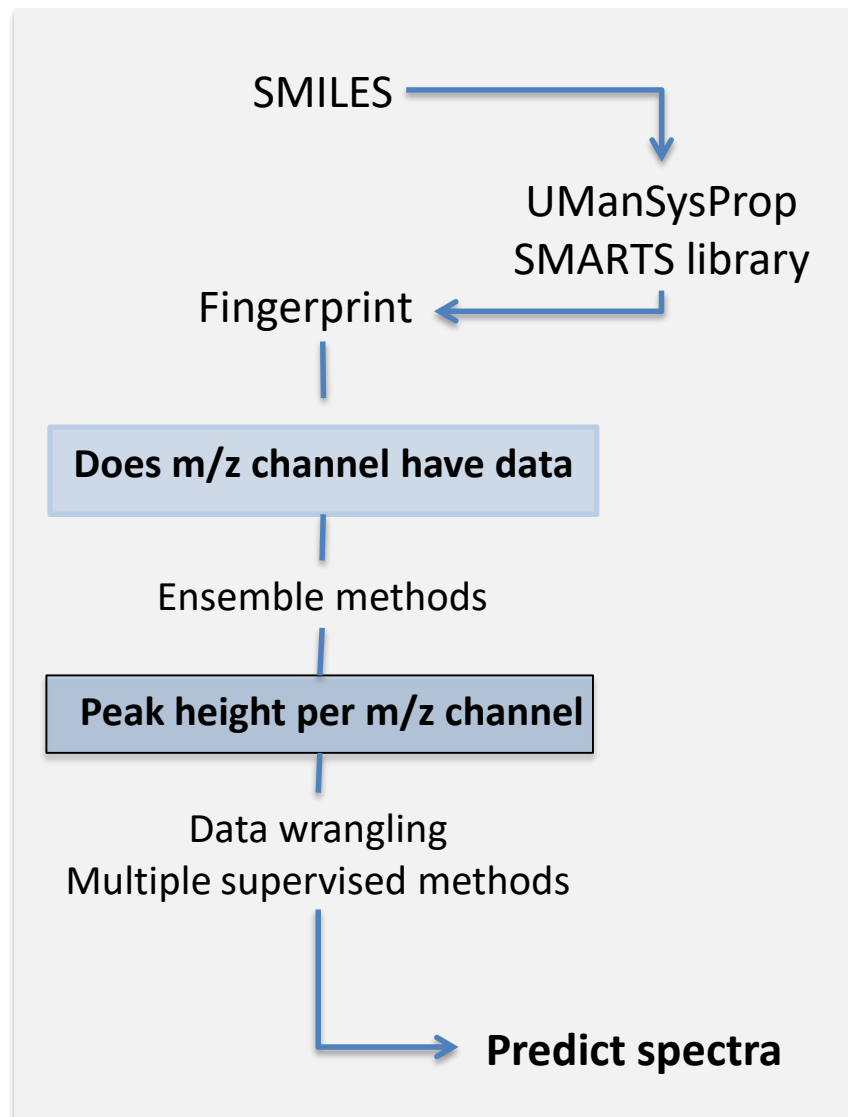 SMILES
UManSysProp
SMARTS library
Fingerprint
Does m/z channel have data
Ensemble methods
Peak height per m/z channel
Data wrangling
Multiple supervised methods
Predict spectra